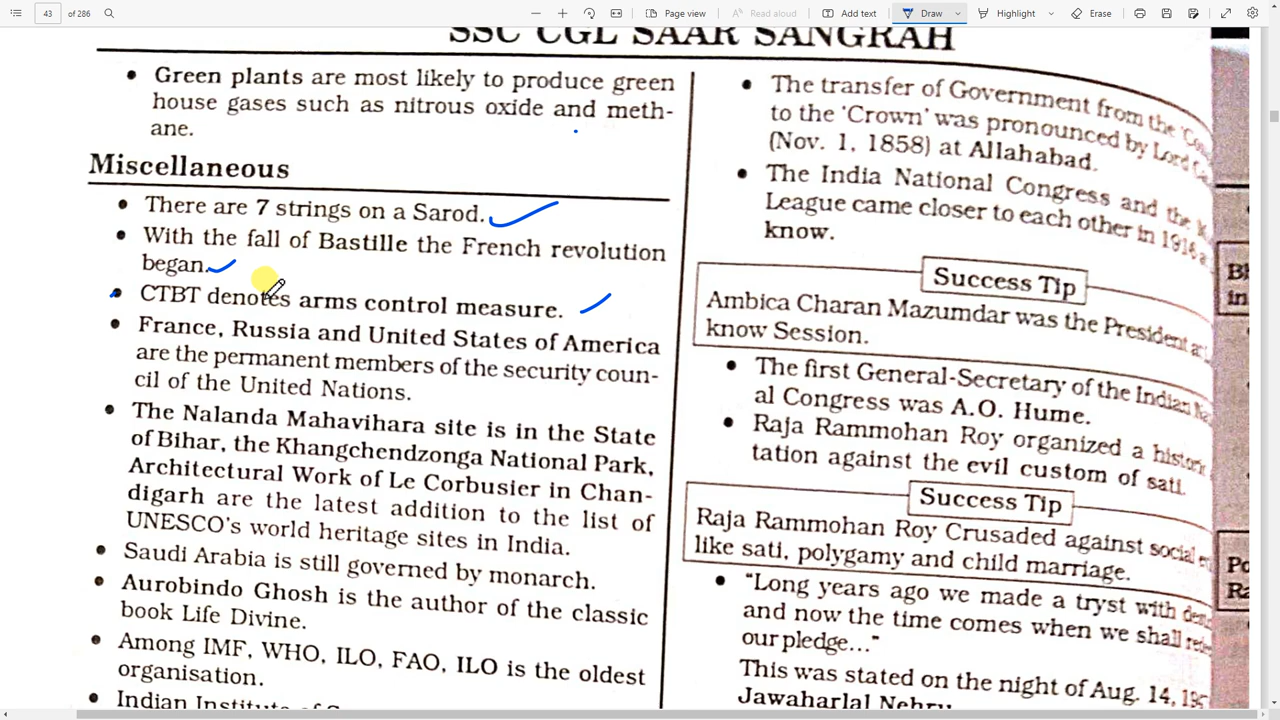 43 of 286 Page view Read aloud Add text Draw Highlight Erase
SSC CGL SAAR SANGRAH
• Green plants are most likely to produce green
house gases such as nitrous oxide and meth-
ane.
Miscellaneous
• There are 7 strings on a Sarod.
• With the fall of Bastille the French revolution
began.
• CTBT denotes arms control measure.
• France, Russia and United States of America
are the permanent members of the security coun-
cil of the United Nations.
• The Nalanda Mahavihara site is in the State
of Bihar, the Khangchendzonga National Park,
Architectural Work of Le Corbusier in Chan-
digarh are the latest addition to the list of
UNESCO's world heritage sites in India.
• Saudi Arabia is still governed by monarch.
• Aurobindo Ghosh is the author of the classic
book Life Divine.
• Among IMF, WHO, ILO, FAO, ILO is the oldest
organisation.
• Indian Institute of
• The transfer of Government from the
to the 'Crown' was pronounced by Lord
(Nov. 1, 1858) at Allahabad.
• The India National Congress and the
League came closer to each other in 1916
know.
Success Tip
Ambica Charan Mazumdar was the President
know Session.
• The first General-Secretary of the Indian
al Congress was A.O. Hume.
• Raja Rammohan Roy organized a
tation against the evil custom of sati.
Success Tip
Raja Rammohan Roy Crusaded against social
like sati, polygamy and child marriage.
• "Long years ago we made a tryst with
and now the time comes when we shall
our pledge..."
This was stated on the night of Aug. 14,
Jawaharlal Nehru